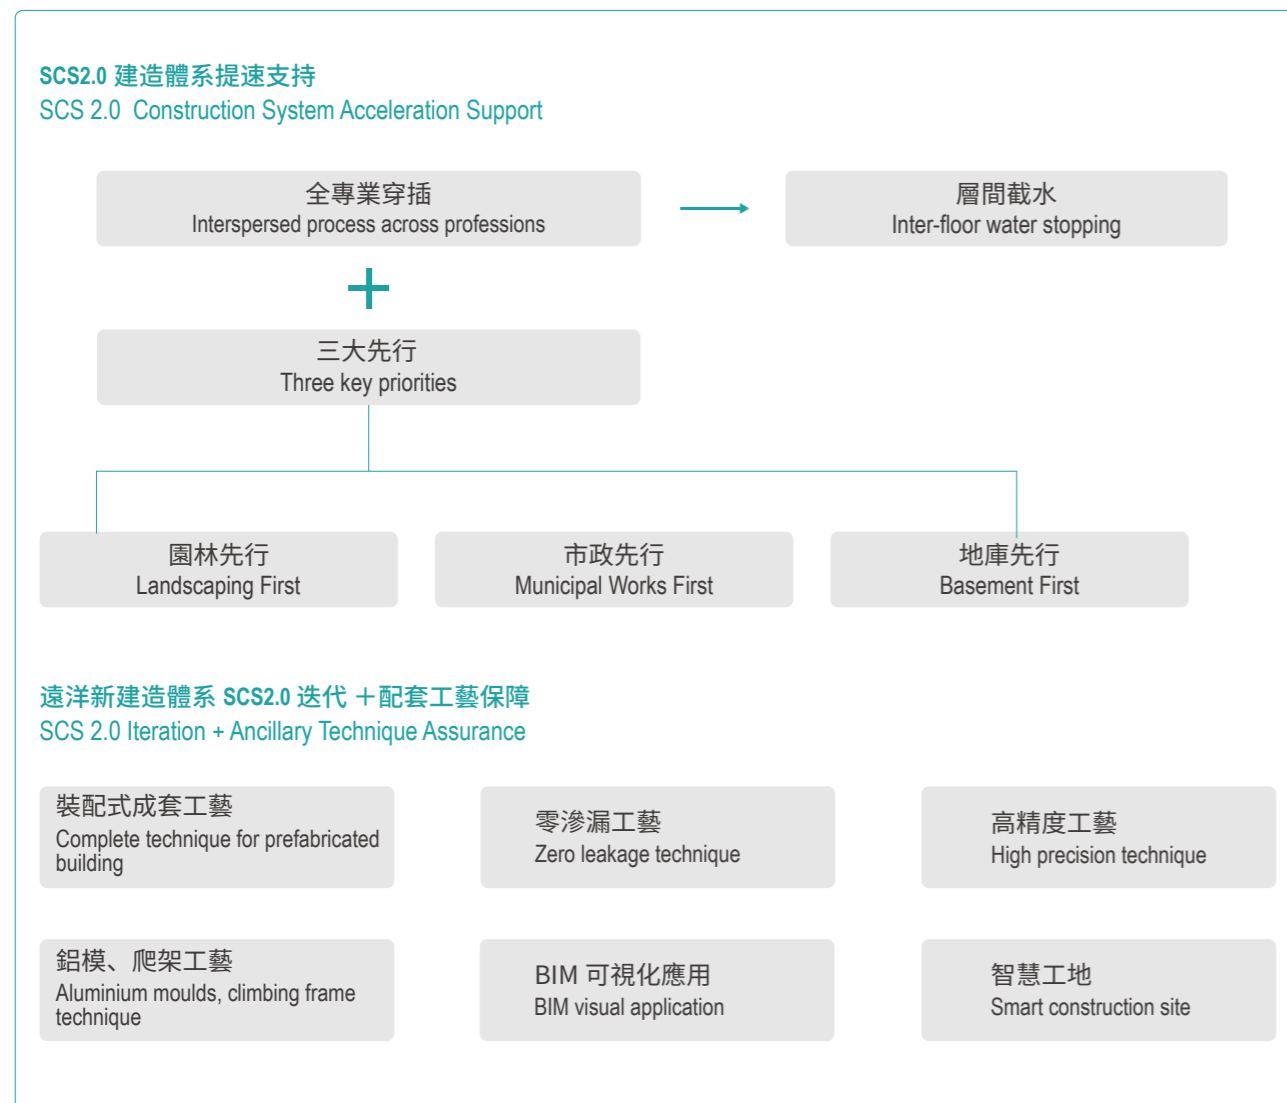 SCS2.0 建造體系提速支持
SCS 2.0 Construction System Acceleration Support
全專業穿插
Interspersed process across professions
層間截水
Inter-floor water stopping
三大先行
Three key priorities
園林先行
Landscaping First
市政先行
Municipal Works First
地庫先行
Basement First
遠洋新建造體系 SCS2.0 迭代 ＋配套工藝保障
SCS 2.0 Iteration + Ancillary Technique Assurance
裝配式成套工藝
Complete technique for prefabricated
building
零滲漏工藝
Zero leakage technique
高精度工藝
High precision technique
鋁模、爬架工藝
Aluminium moulds, climbing frame
technique
BIM 可視化應用
BIM visual application
智慧工地
Smart construction site